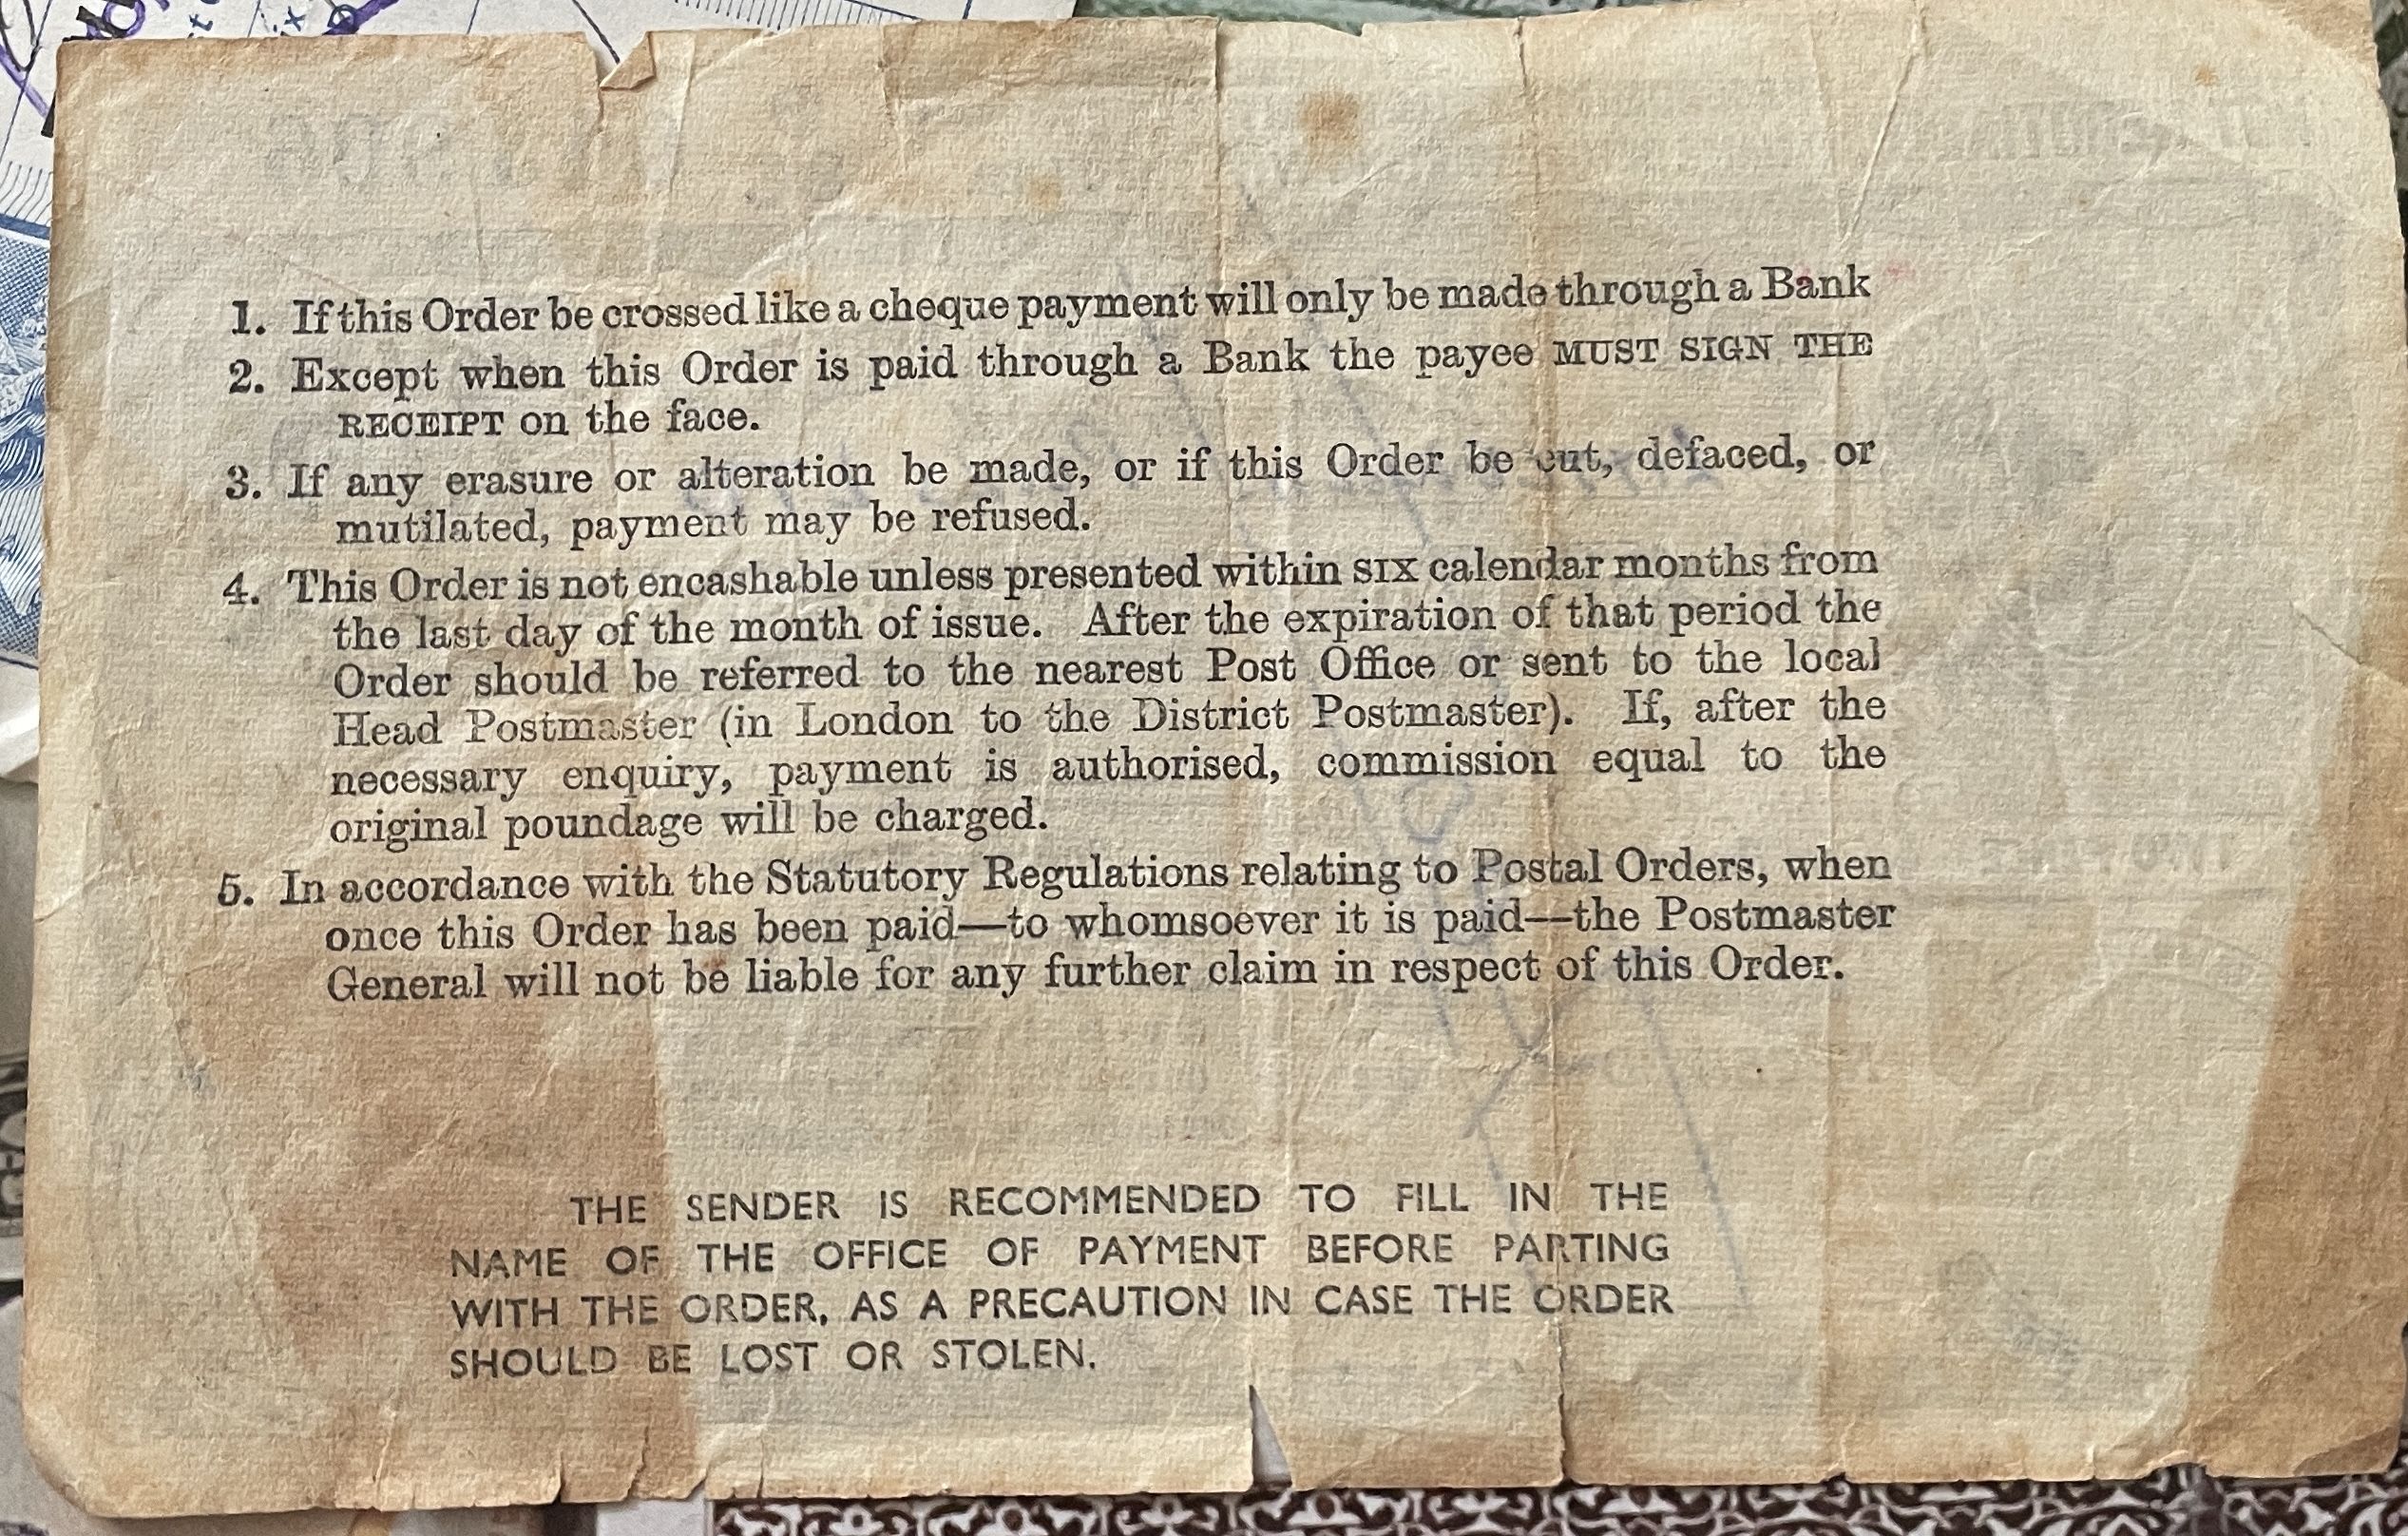 1. If this Order be crossed like a cheque payment will only be made through a Bank
2. Except when this Order is paid through a Bank the payee MUST SIGN THE
RECEIPT on the face.
3. If any erasure or alteration be made, or if this Order be cut, defaced, or
mutilated, payment may be refused.
4. This Order is not encashable unless presented within SIX calendar months from
the last day of the month of issue. After the expiration of that period the
Order should be referred to the nearest Post Office or sent to the local
Head Postmaster (in London to the District Postmaster). If, after the
necessary enquiry, payment is authorised, commission equal to the
original poundage will be charged.
5. In accordance with the Statutory Regulations relating to Postal Orders, when
once this Order has been paid—to whomsoever it is paid—the Postmaster
General will not be liable for any further claim in respect of this Order.
THE SENDER IS RECOMMENDED TO FILL IN THE
NAME OF THE OFFICE OF PAYMENT BEFORE PARTING
WITH THE ORDER, AS A PRECAUTION IN CASE THE ORDER
SHOULD BE LOST OR STOLEN.